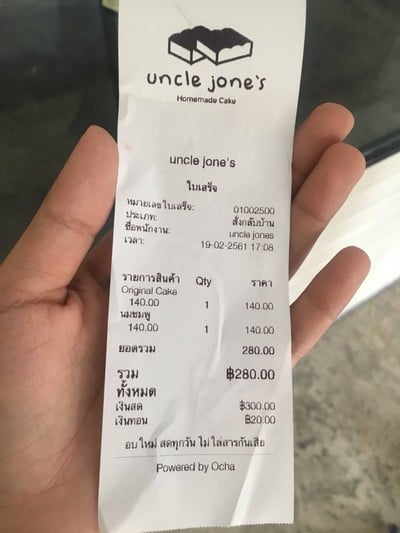 uncle jone's
Homemade Cake
uncle jone's
ใบเสร็จ
หมายเลขใบเสร็จ: 01002500
ประเภท: สั่งกลับบ้าน
ชื่อพนักงาน: uncle jones
เวลา: 19-02-2561 17:08
รายการสินค้า Qty ราคา
Original Cake
140.00 1 140.00
นมชมพู
140.00 1 140.00
ยอดรวม 280.00
รวม ฿280.00
ทั้งหมด
เงินสด ฿300.00
เงินทอน ฿20.00
อบใหม่ สดทุกวัน ไม่ใส่สารกันเสีย
Powered by Ocha